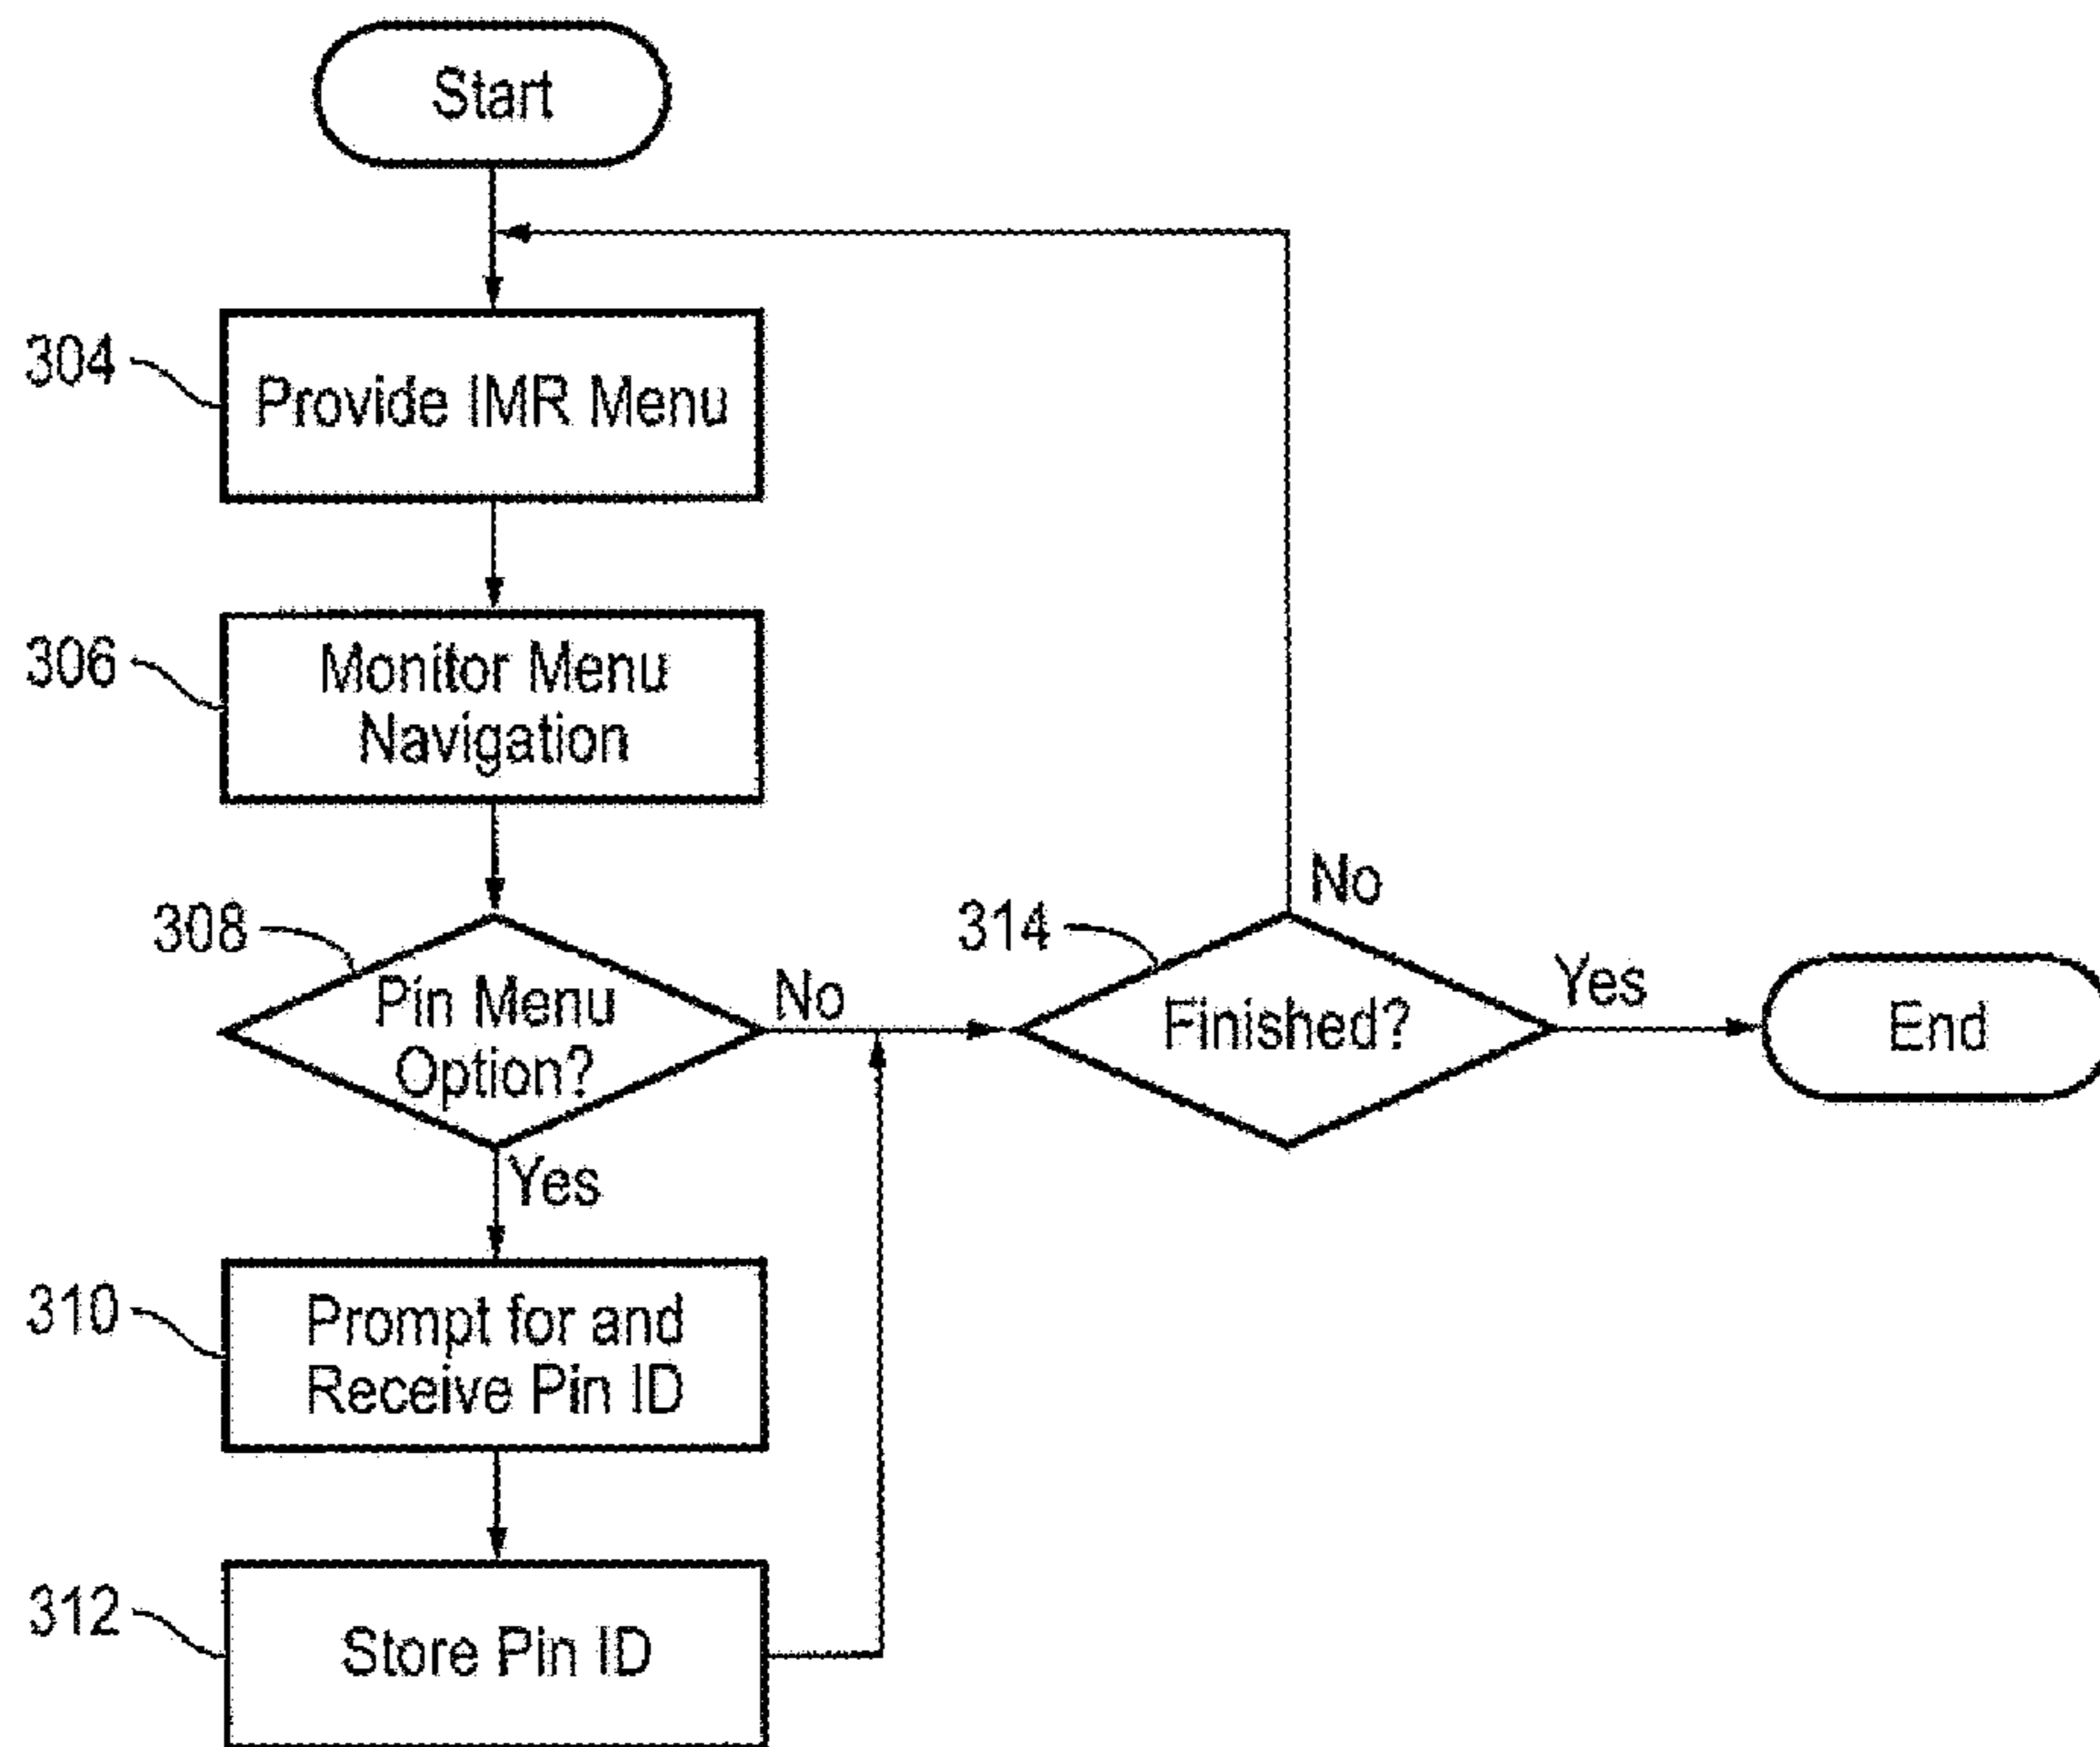 Start
304
Provide IMR Menu
306
Monitor Menu
Navigation
308
Pin Menu
Option?
No
Yes
314
Finished?
No
Yes
End
310
Prompt for and
Receive Pin ID
312
Store Pin ID